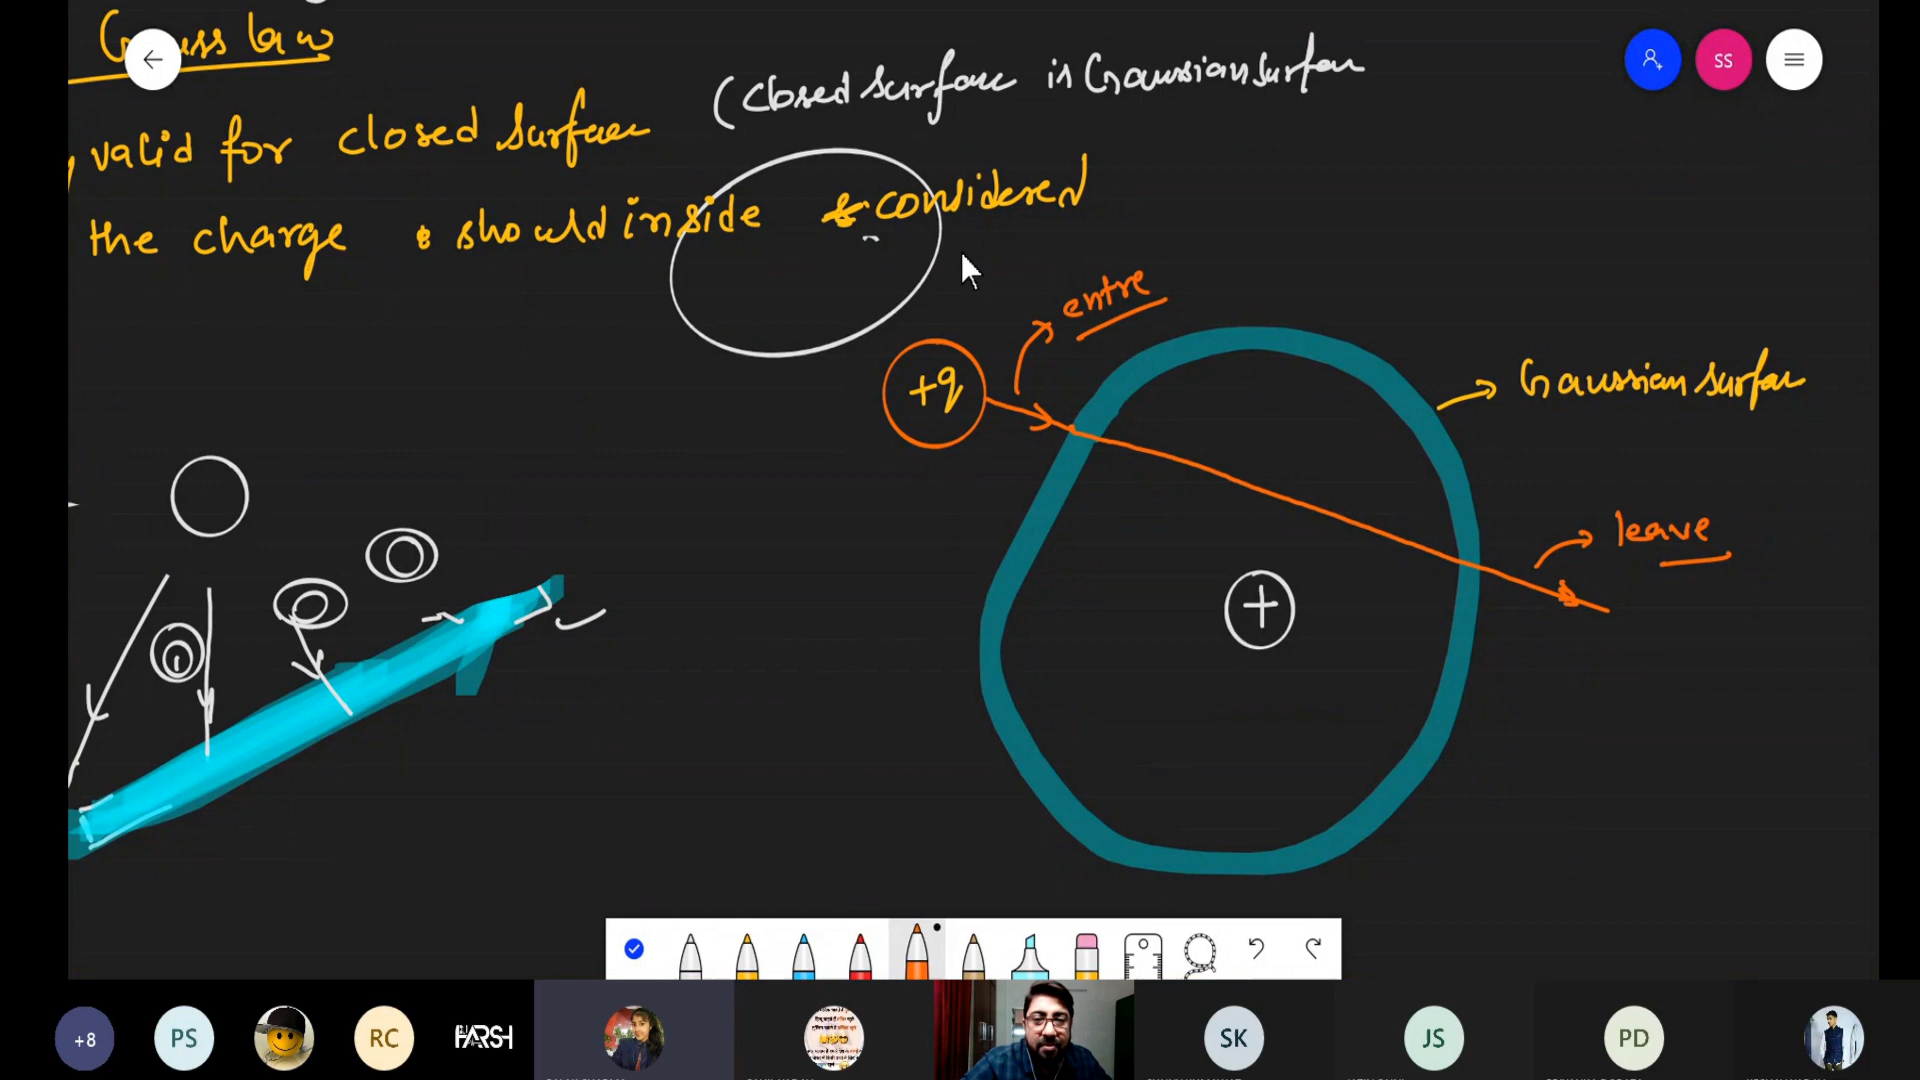 Gauss law
(Closed surface is Gaussian surface
valid for closed surface
the charge should inside considered
entre
+q
Gaussian surface
leave
+
SS
+8
PS
RC
HARSH
SK
JS
PD